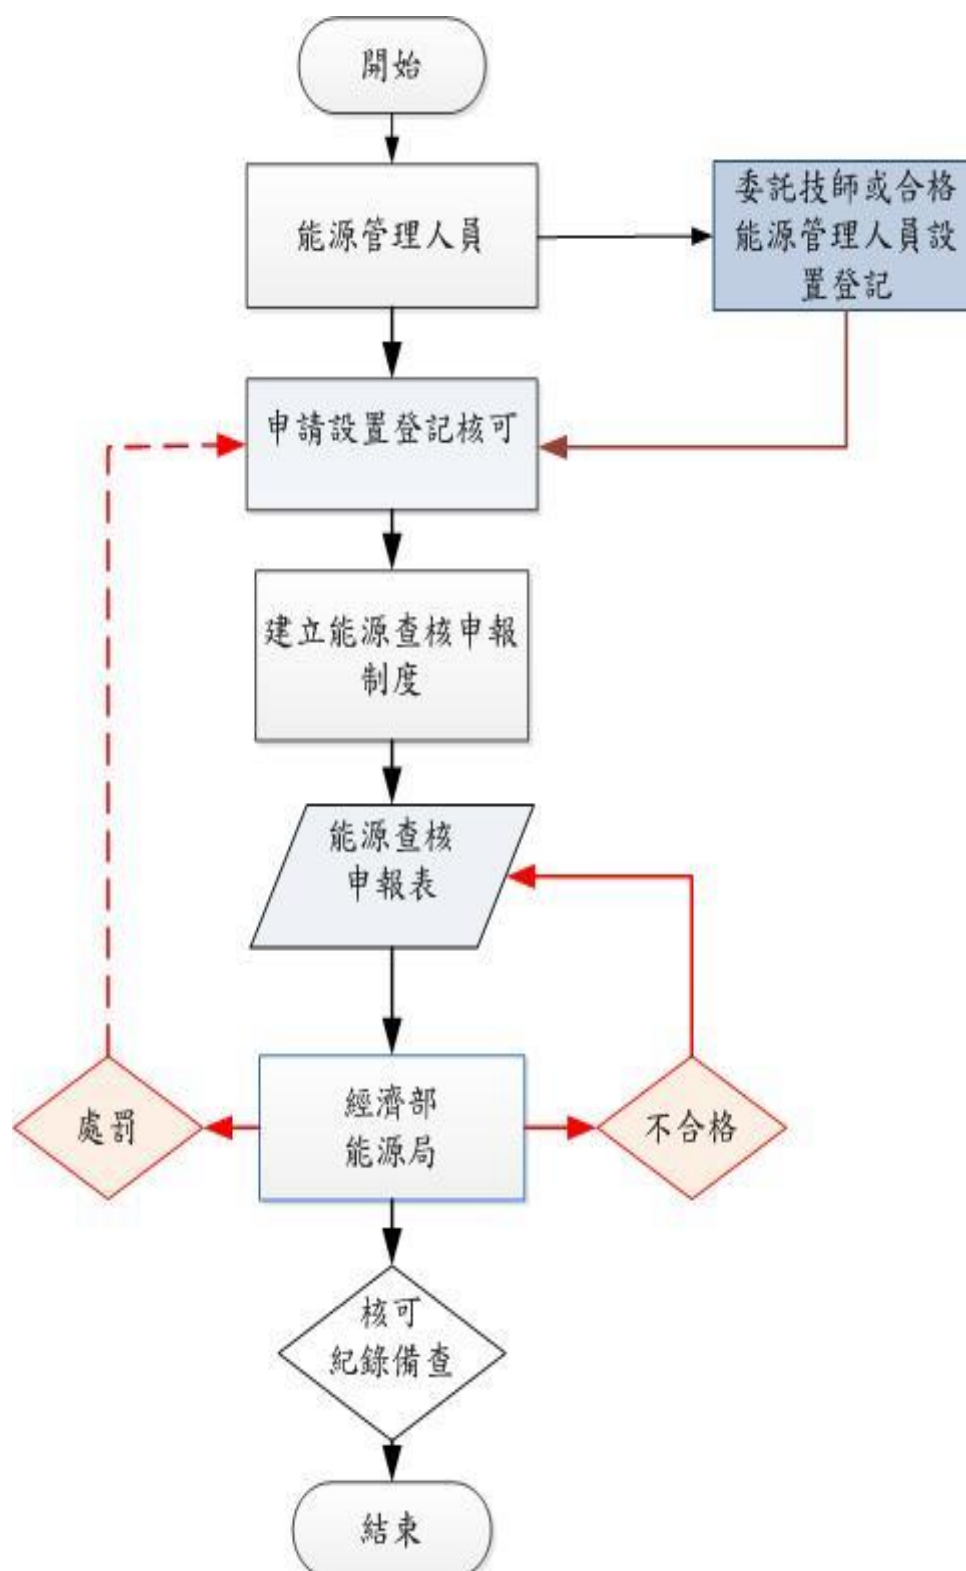 開始
能源管理人員
委託技師或合格
能源管理人員設
置登記
申請設置登記核可
建立能源查核申報
制度
能源查核
申報表
處罰
經濟部
能源局
不合格
核可
紀錄備查
結束